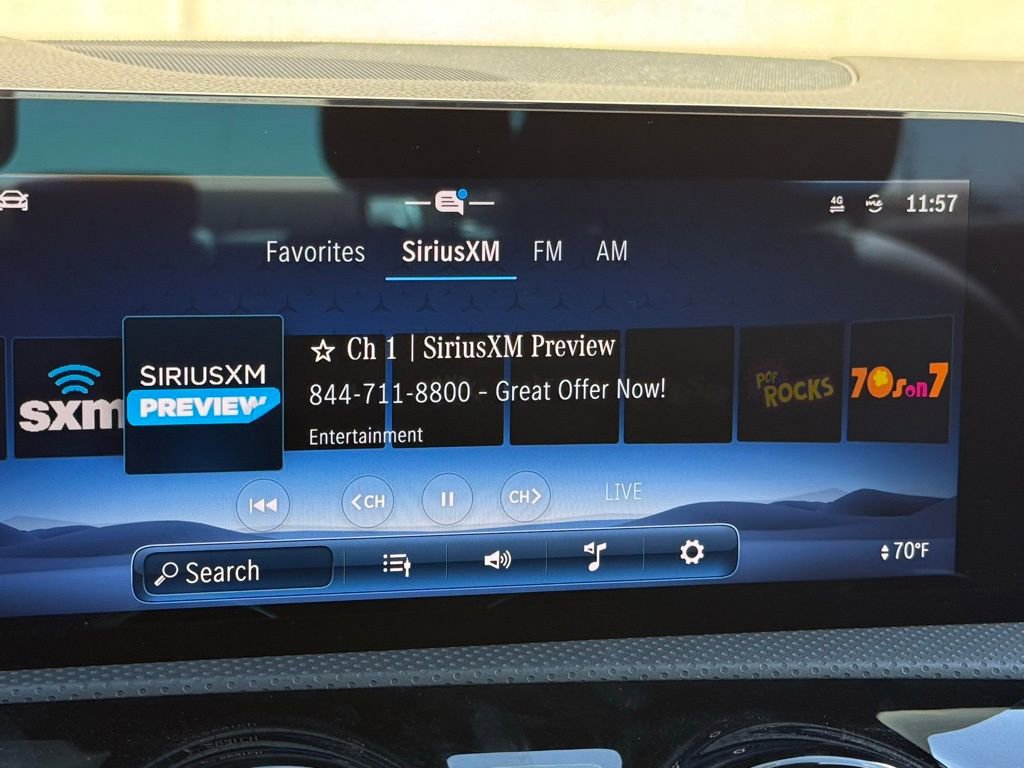 4G
me
11:57
Favorites SiriusXM FM AM
sxm
SIRIUSXM
PREVIEW
Ch 1 | SiriusXM Preview
844-711-8800 - Great Offer Now!
Entertainment
POP
ROCKS
70s on 7
<CH
CH>
LIVE
Search
70°F